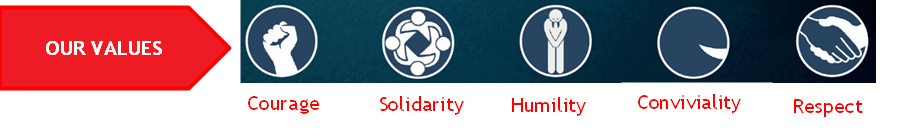 OUR VALUES
Courage
Solidarity
Humility
Conviviality
Respect